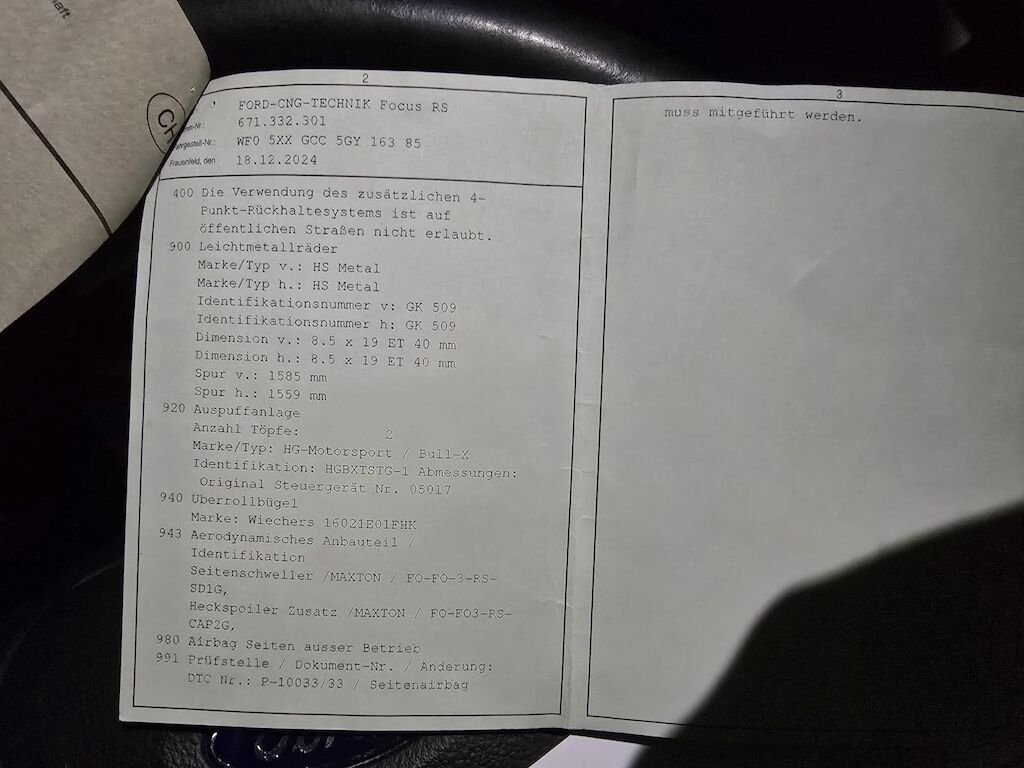 aft
CH
2
FORD-CNG-TECHNIK Focus RS
mm-Nr.: 671.332.301
ahrgestell-Nr.: WF0 5XX GCC 5GY 163 85
Frauenfeld, den 18.12.2024
400 Die Verwendung des zusätzlichen 4-
Punkt-Rückhaltesystems ist auf
öffentlichen Straßen nicht erlaubt.
900 Leichtmetallräder
Marke/Typ v.: HS Metal
Marke/Typ h.: HS Metal
Identifikationsnummer v: GK 509
Identifikationsnummer h: GK 509
Dimension v.: 8.5 x 19 ET 40 mm
Dimension h.: 8.5 x 19 ET 40 mm
Spur v.: 1585 mm
Spur h.: 1559 mm
920 Auspuffanlage
Anzahl Töpfe: 2
Marke/Typ: HG-Motorsport / Bull-X
Identifikation: HGBXTSTG-1 Abmessungen:
Original Steuergerät Nr. 05017
940 Überrollbügel
Marke: Wiechers 16021E01FHK
943 Aerodynamisches Anbauteil /
Identifikation
Seitenschweller /MAXTON / FO-FO-3-RS-
SD1G,
Heckspoiler Zusatz /MAXTON / FO-FO3-RS-
CAP2G,
980 Airbag Seiten ausser Betrieb
991 Prüfstelle / Dokument-Nr. / Änderung:
DTC Nr.: P-10033/33 / Seitenairbag
3
muss mitgeführt werden.